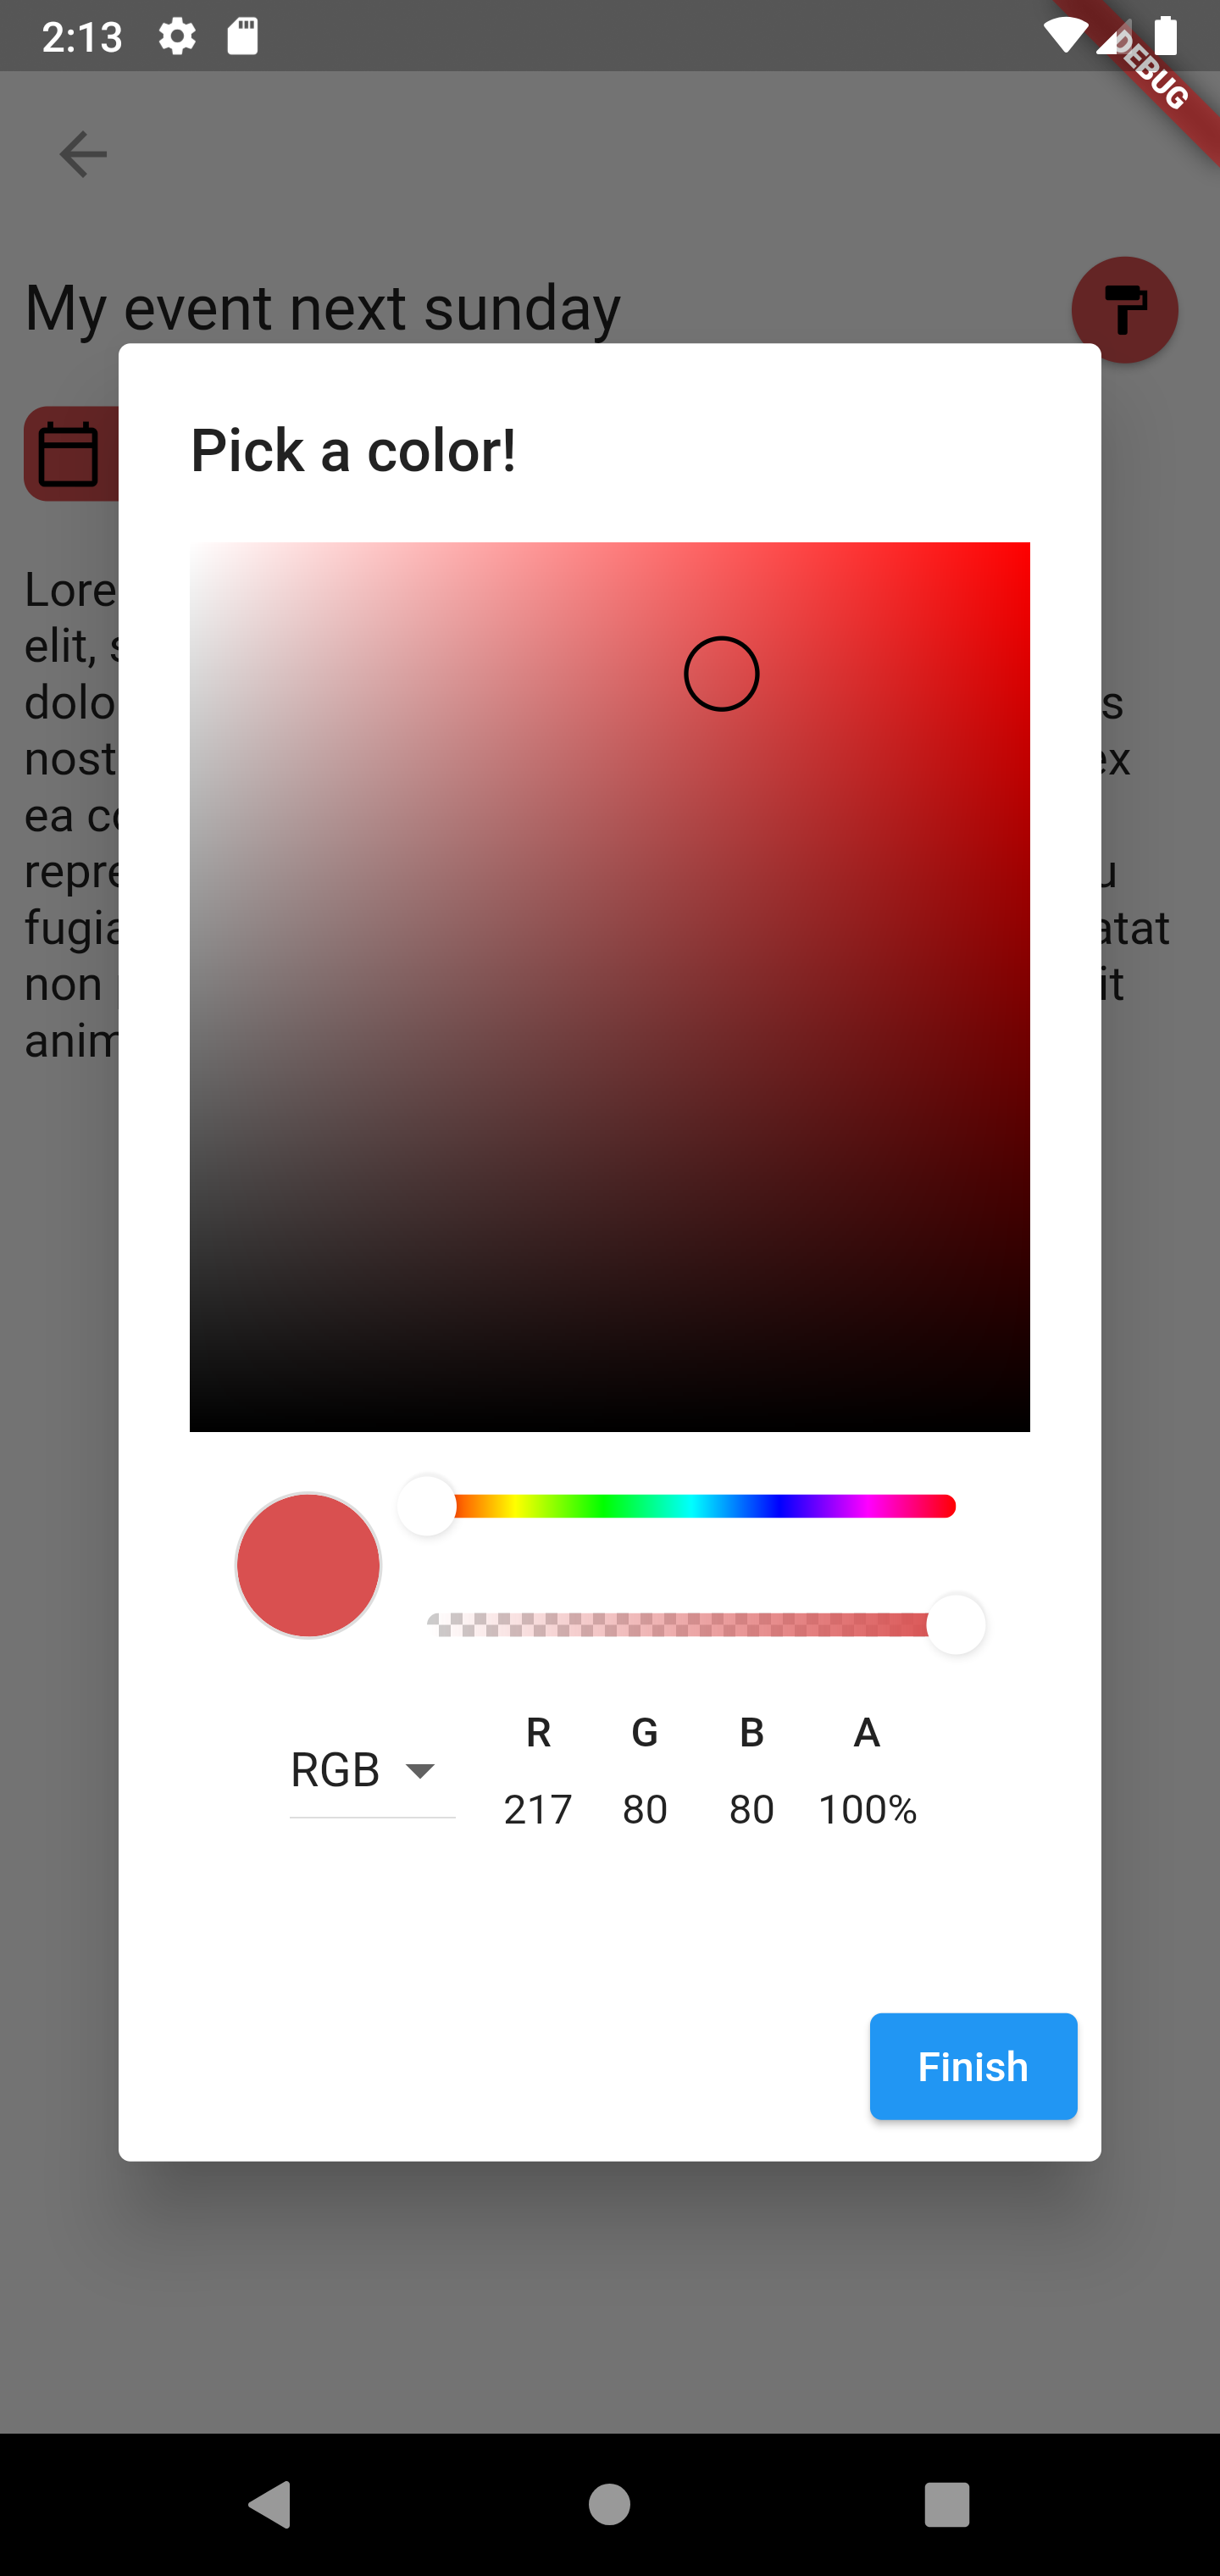 2:13
DEBUG
My event next sunday
Pick a color!
Lore
elit,
dolo
s
nost
ex
ea
repre
u
fugia
atat
non
it
anim
RGB
R G B A
217 80 80 100%
Finish